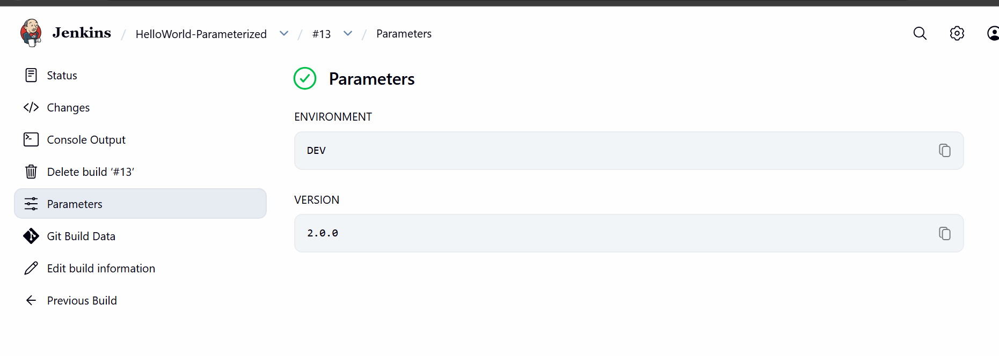 Jenkins / HelloWorld-Parameterized / #13 / Parameters
Status
Changes
Console Output
Delete build ‘#13’
Parameters
Git Build Data
Edit build information
Previous Build
Parameters
ENVIRONMENT
DEV
VERSION
2.0.0